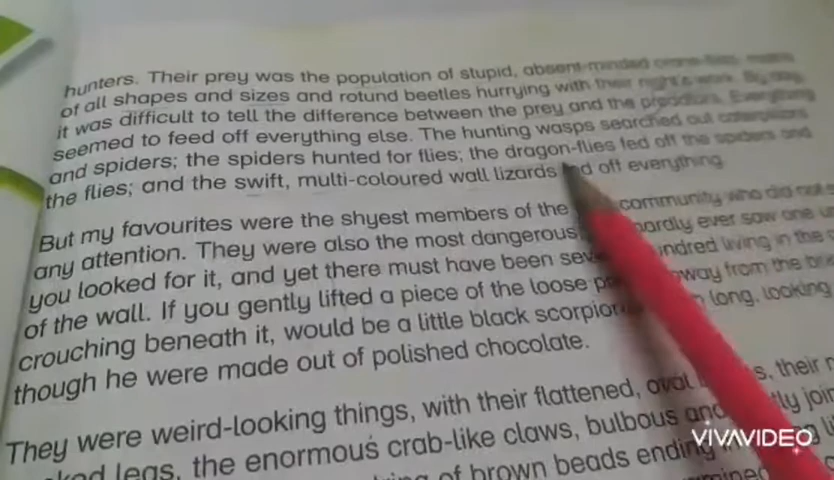 hunters. Their prey was the population of stupid, absent-minded crane-flies, moths
of all shapes and sizes and rotund beetles hurrying with their night's work. By day
it was difficult to tell the difference between the prey and the predators. Everything
seemed to feed off everything else. The hunting wasps searched out caterpillars
and spiders; the spiders hunted for flies; the dragon-flies fed off the spiders and
the flies; and the swift, multi-coloured wall lizards fed off everything.
But my favourites were the shyest members of the community who did not
any attention. They were also the most dangerous hardly ever saw one
you looked for it, and yet there must have been several hundred living in the
of the wall. If you gently lifted a piece of the loose away from the
crouching beneath it, would be a little black scorpion long, looking
though he were made out of polished chocolate.
They were weird-looking things, with their flattened, oval their
legs, the enormous crab-like claws, bulbous and
of brown beads ending
VIVAVIDEO